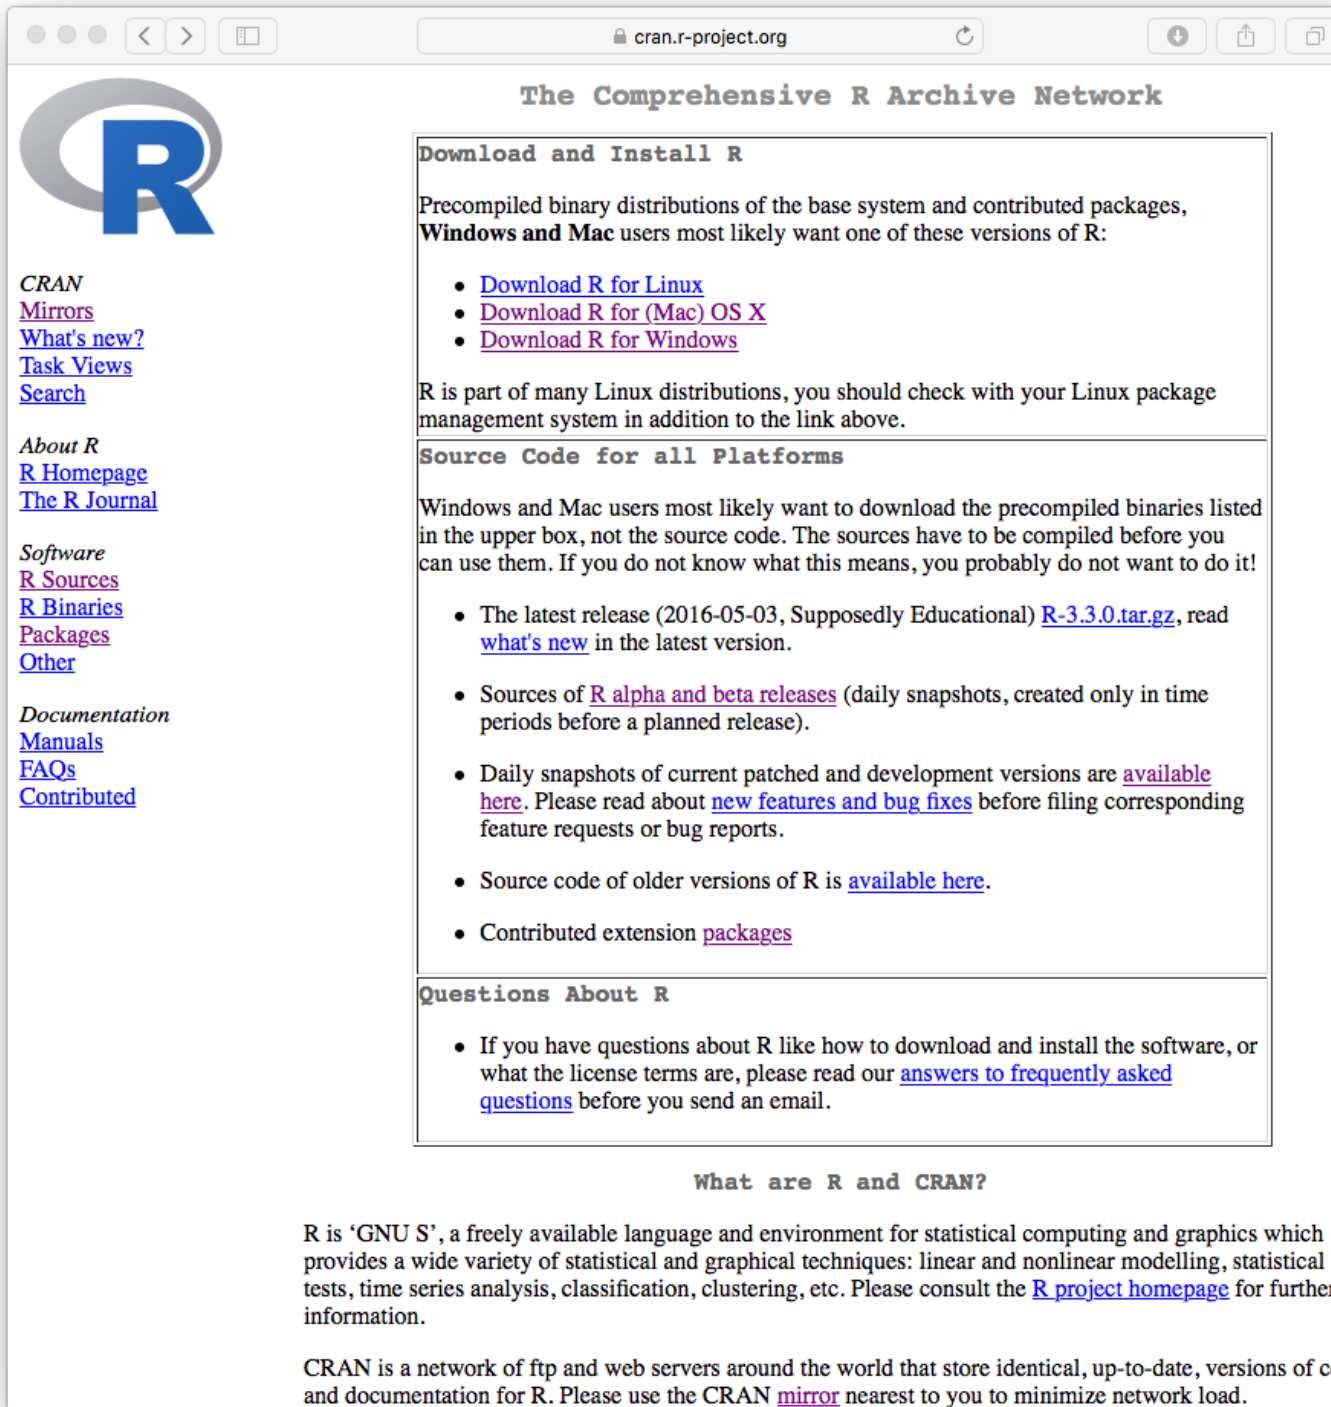 cran.r-project.org
R
CRAN
Mirrors
What's new?
Task Views
Search
About R
R Homepage
The R Journal
Software
R Sources
R Binaries
Packages
Other
Documentation
Manuals
FAQs
Contributed
The Comprehensive R Archive Network
Download and Install R
Precompiled binary distributions of the base system and contributed packages,
Windows and Mac users most likely want one of these versions of R:
• Download R for Linux
• Download R for (Mac) OS X
• Download R for Windows
R is part of many Linux distributions, you should check with your Linux package
management system in addition to the link above.
Source Code for all Platforms
Windows and Mac users most likely want to download the precompiled binaries listed
in the upper box, not the source code. The sources have to be compiled before you
can use them. If you do not know what this means, you probably do not want to do it!
• The latest release (2016-05-03, Supposedly Educational) R-3.3.0.tar.gz, read
what's new in the latest version.
• Sources of R alpha and beta releases (daily snapshots, created only in time
periods before a planned release).
• Daily snapshots of current patched and development versions are available
here. Please read about new features and bug fixes before filing corresponding
feature requests or bug reports.
• Source code of older versions of R is available here.
• Contributed extension packages
Questions About R
• If you have questions about R like how to download and install the software, or
what the license terms are, please read our answers to frequently asked
questions before you send an email.
What are R and CRAN?
R is ‘GNU S’, a freely available language and environment for statistical computing and graphics which
provides a wide variety of statistical and graphical techniques: linear and nonlinear modelling, statistical
tests, time series analysis, classification, clustering, etc. Please consult the R project homepage for further
information.
CRAN is a network of ftp and web servers around the world that store identical, up-to-date, versions of
and documentation for R. Please use the CRAN mirror nearest to you to minimize network load.